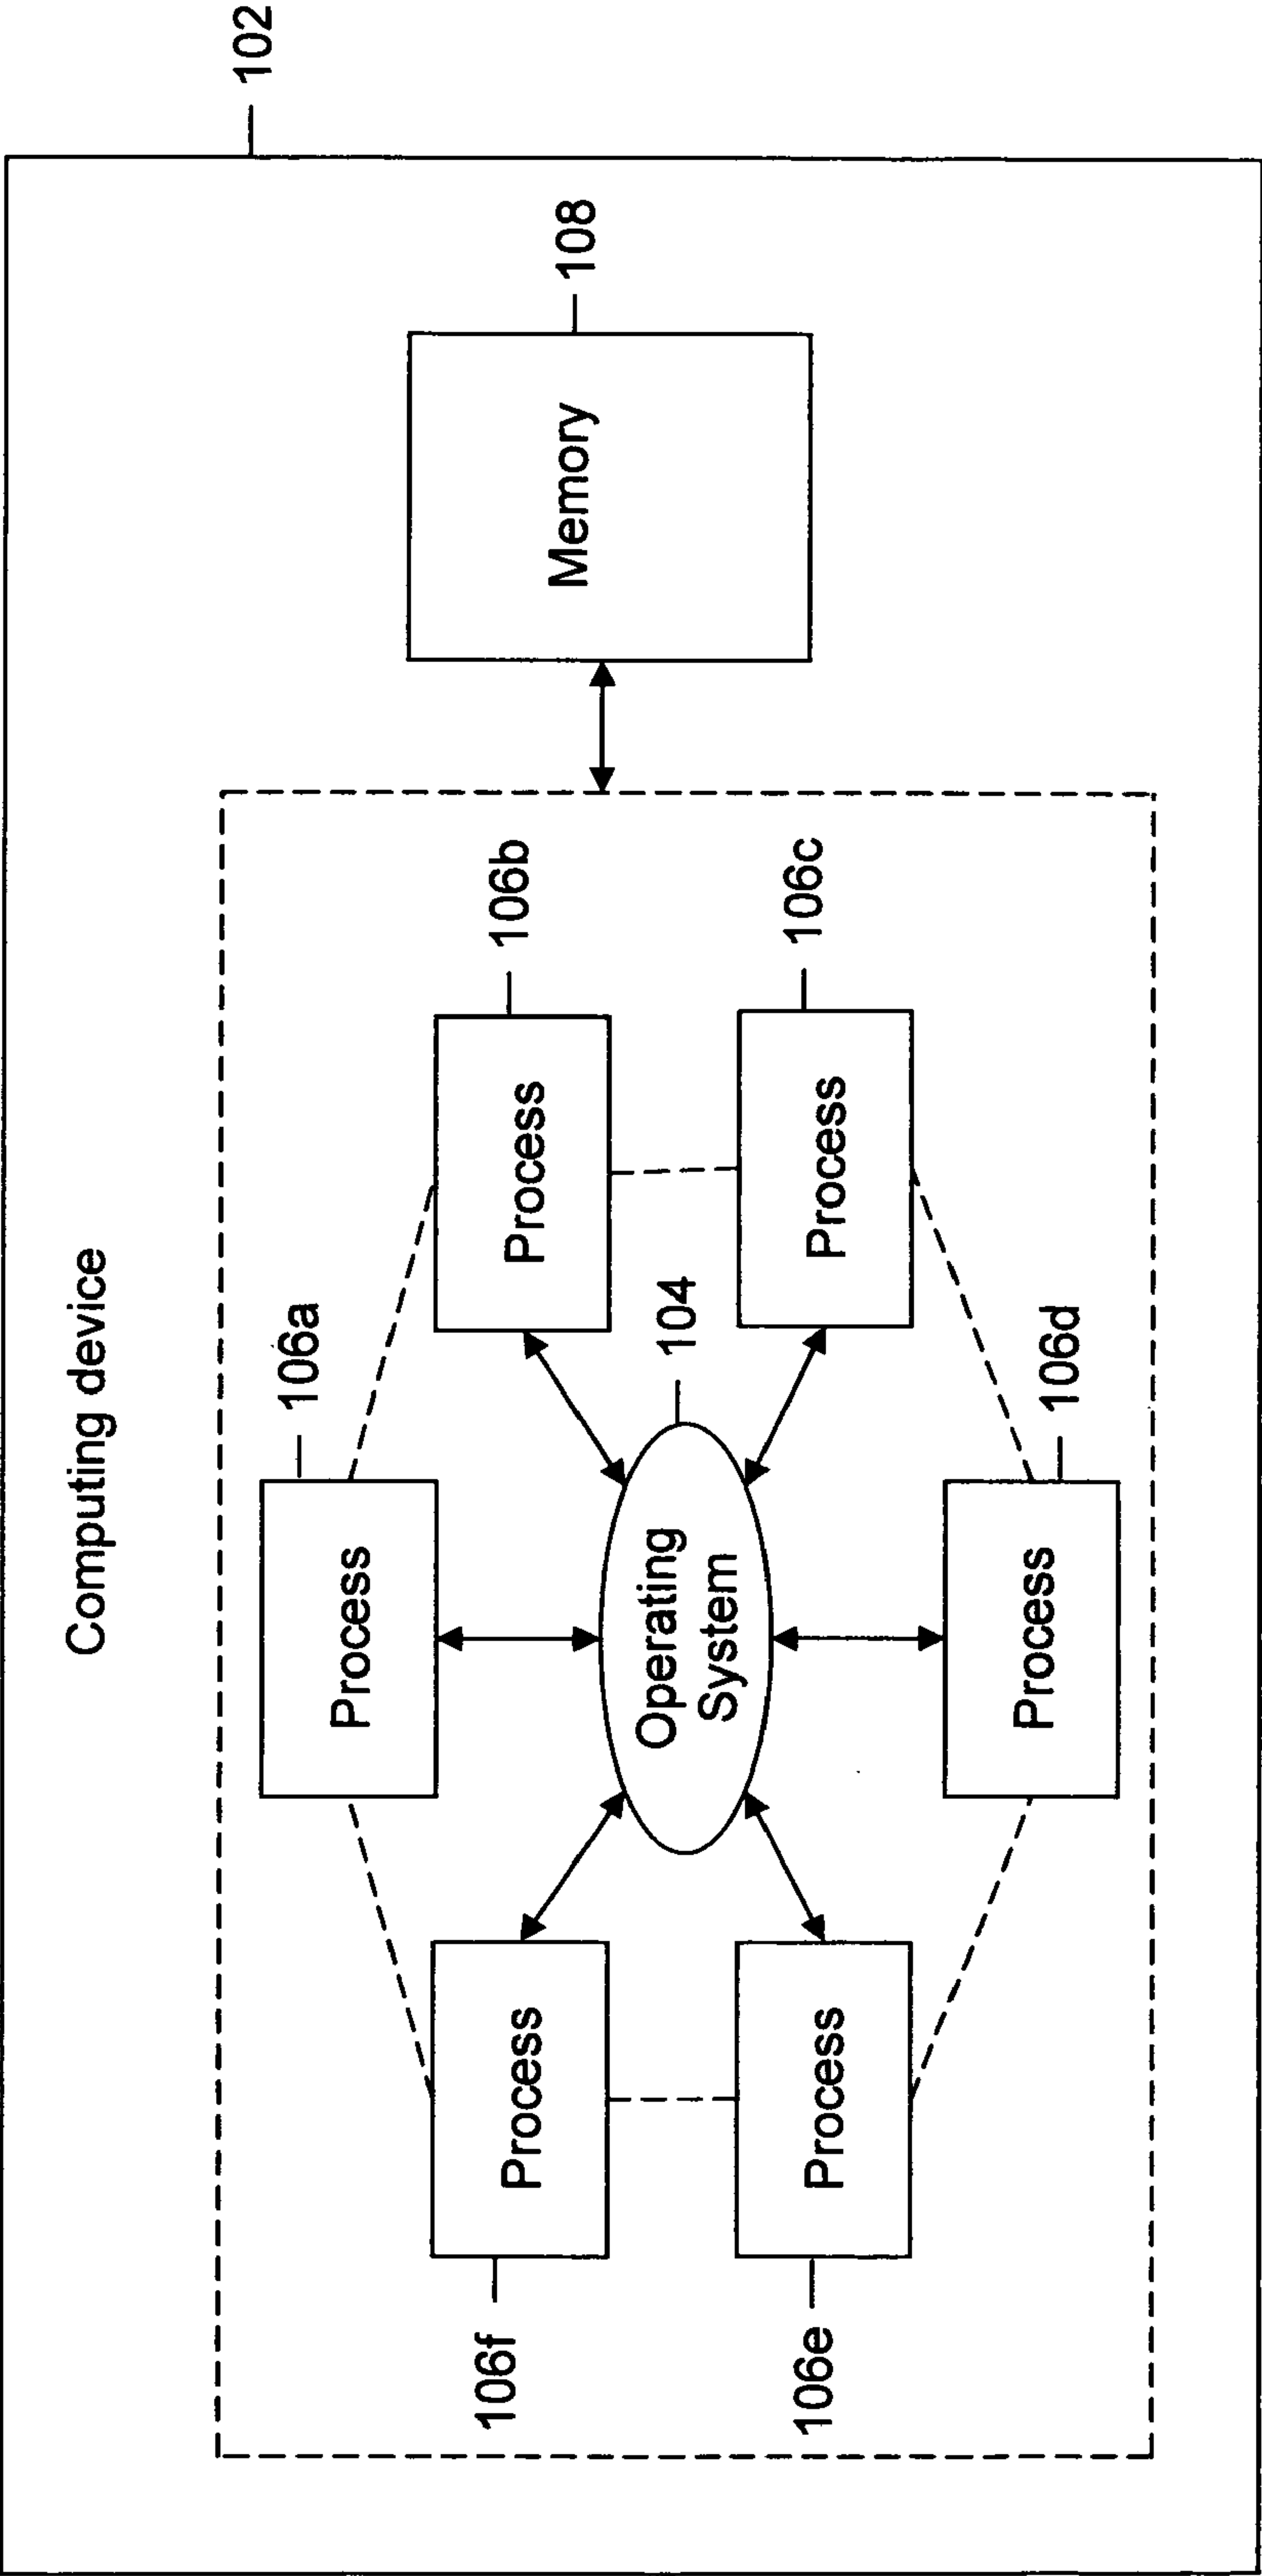 Computing device
102
106a
Process
106f
Process
Process
106b
Memory
108
Operating
System
104
106e
Process
Process
106c
Process
106d